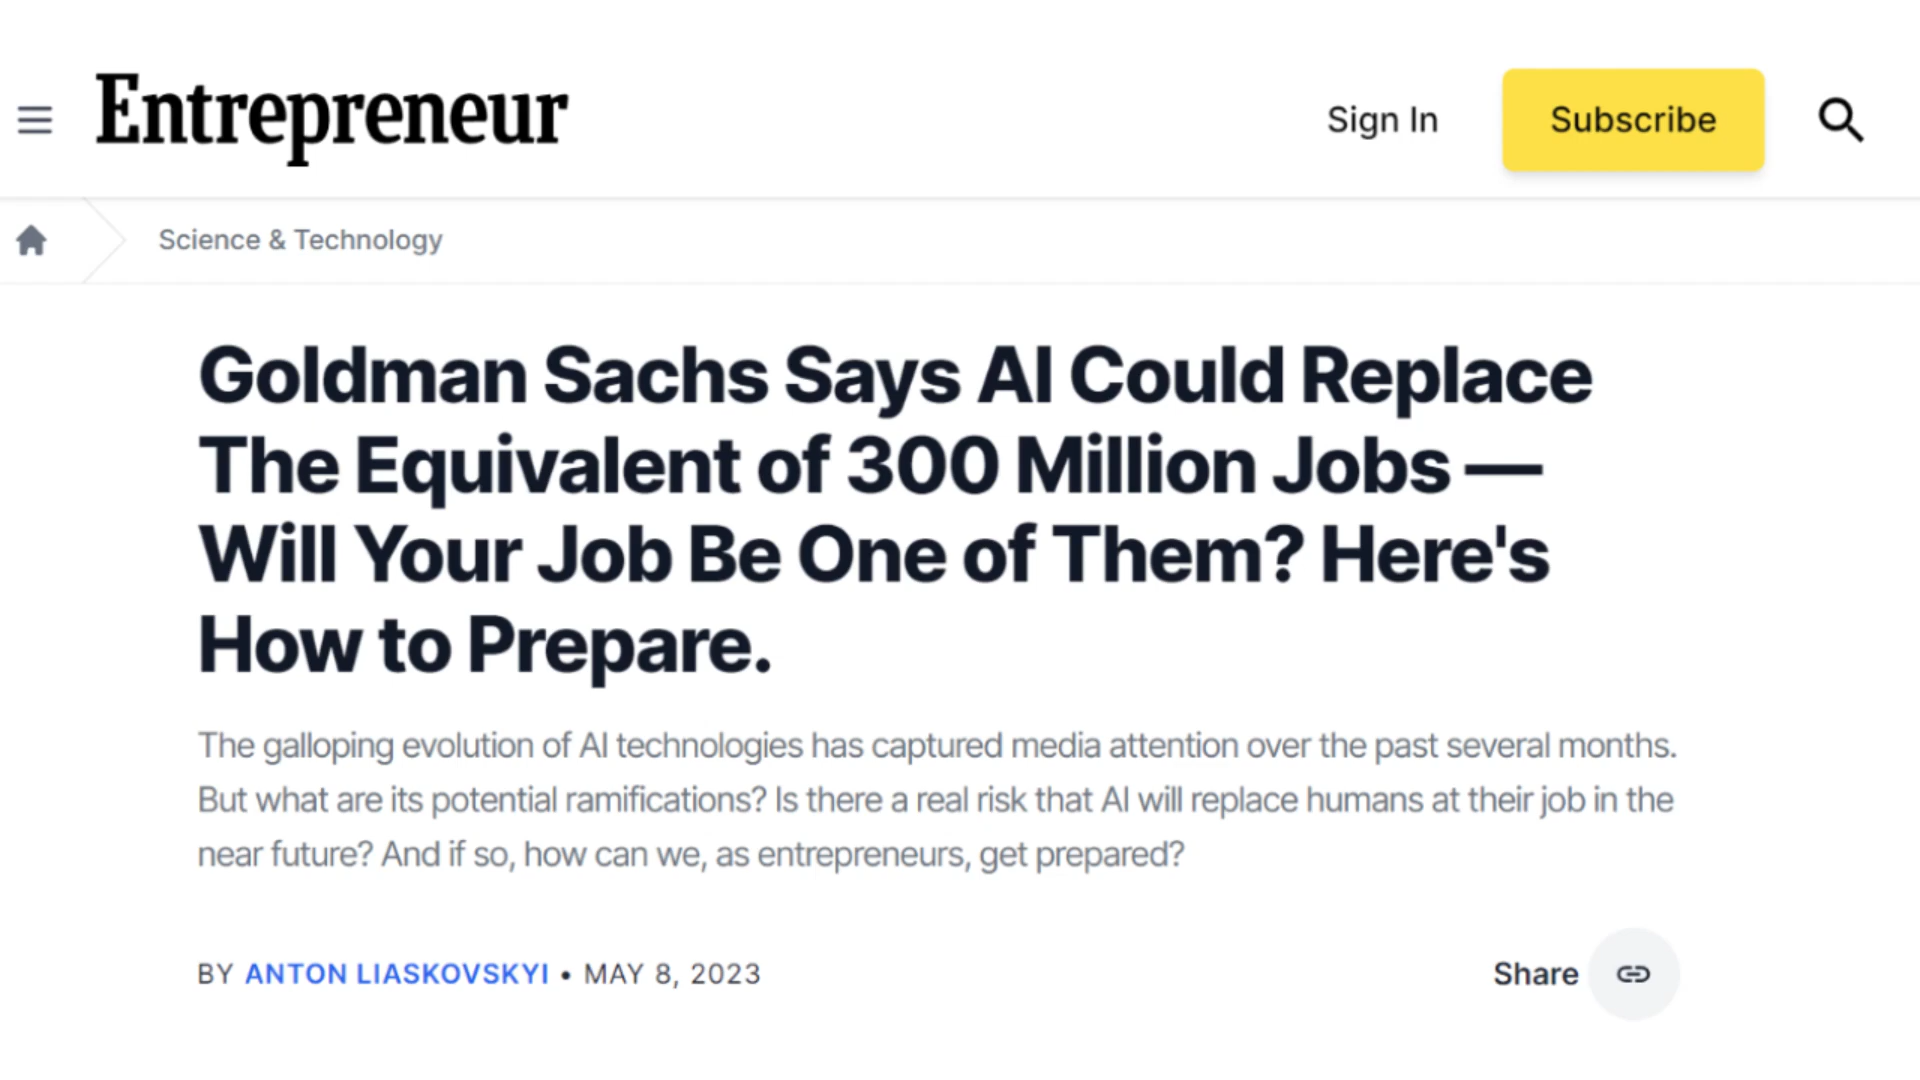 Entrepreneur
Sign In
Subscribe
Science & Technology
Goldman Sachs Says AI Could Replace
The Equivalent of 300 Million Jobs —
Will Your Job Be One of Them? Here's
How to Prepare.
The galloping evolution of AI technologies has captured media attention over the past several months.
But what are its potential ramifications? Is there a real risk that AI will replace humans at their job in the
near future? And if so, how can we, as entrepreneurs, get prepared?
BY ANTON LIASKOVSKYI • MAY 8, 2023
Share